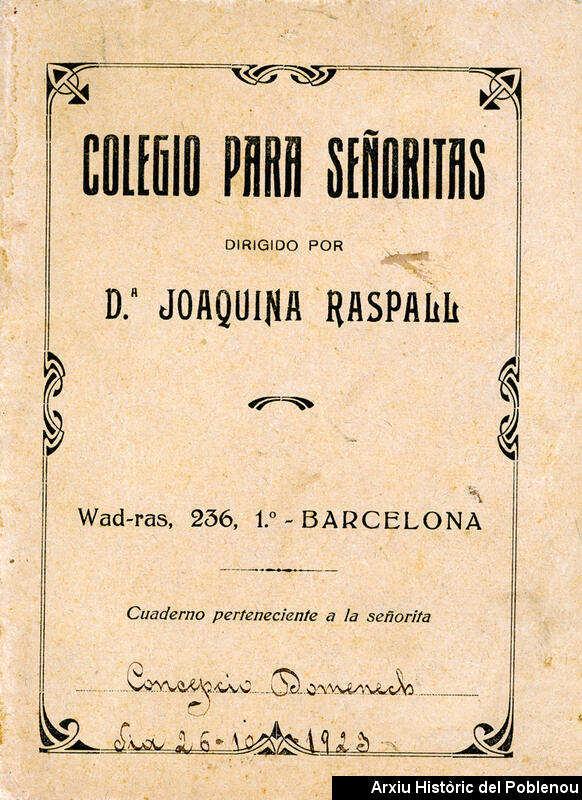 COLEGIO PARA SEÑORITAS
DIRIGIDO POR
D.ª JOAQUINA RASPALL
Wad-ras, 236, 1.º - BARCELONA
Cuaderno perteneciente a la señorita
Concepcio Domenech
Dia 26-10-1923
Arxiu Històric del Poblenou